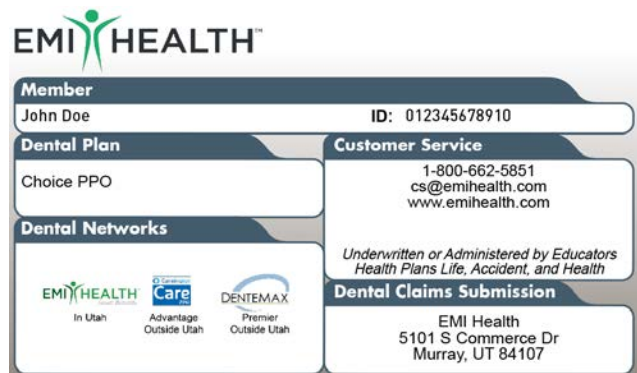 EMI HEALTH™
Member
John Doe
ID: 012345678910
Dental Plan
Choice PPO
Customer Service
1-800-662-5851
cs@emihealth.com
www.emihealth.com
Underwritten or Administered by Educators
Health Plans Life, Accident, and Health
Dental Networks
EMI HEALTH
In Utah
Care
Advantage
Outside Utah
DENTEMAX
Premier
Outside Utah
Dental Claims Submission
EMI Health
5101 S Commerce Dr
Murray, UT 84107